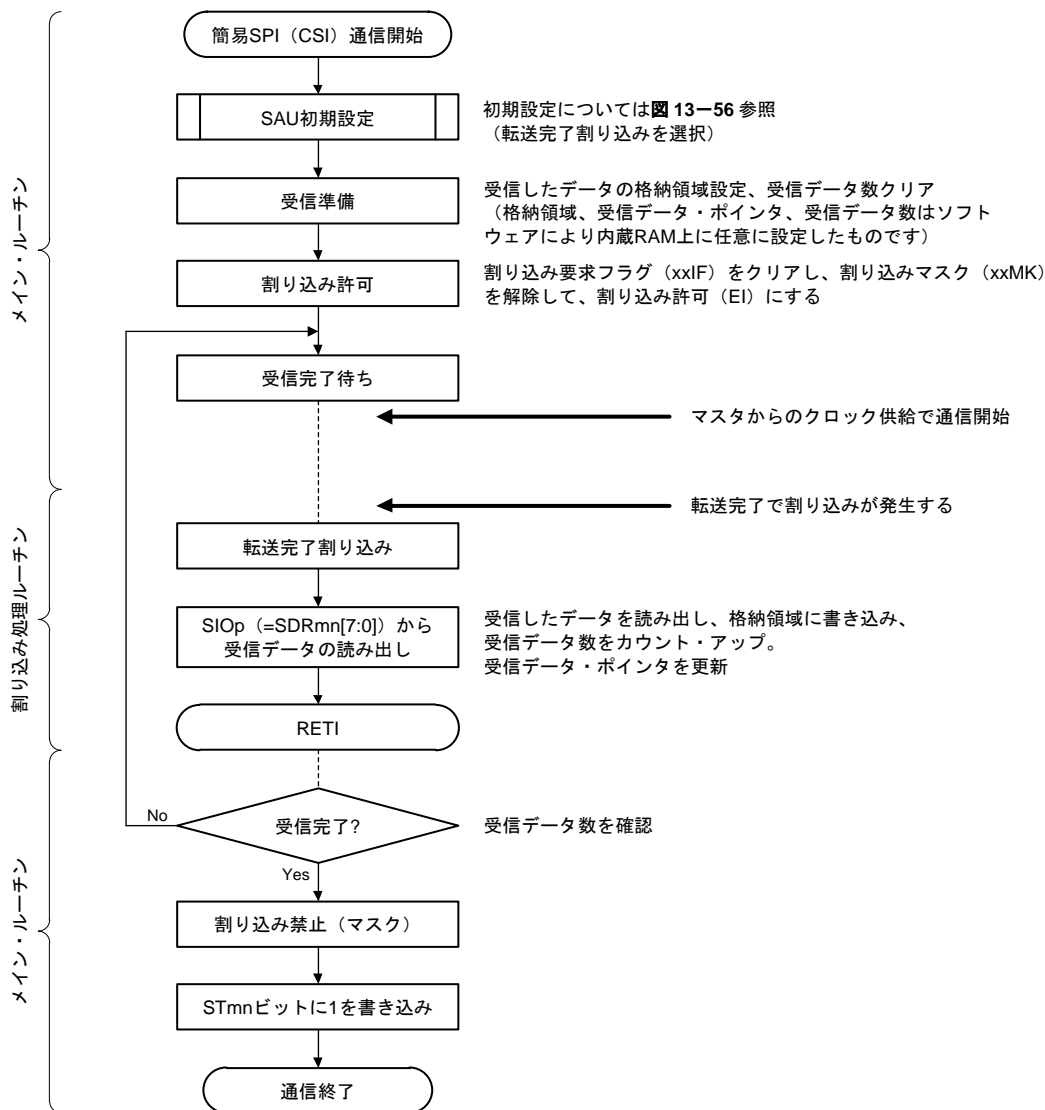 簡易SPI（CSI）通信開始
SAU初期設定
初期設定については図 13－56 参照
（転送完了割り込みを選択）
メイン・ルーチン
受信準備
受信したデータの格納領域設定、受信データ数クリア
（格納領域、受信データ・ポインタ、受信データ数はソフト
ウェアにより内蔵RAM上に任意に設定したものです）
割り込み許可
割り込み要求フラグ（xxIF）をクリアし、割り込みマスク（xxMK）
を解除して、割り込み許可（EI）にする
受信完了待ち
マスタからのクロック供給で通信開始
転送完了で割り込みが発生する
割り込み処理ルーチン
転送完了割り込み
SIOp（=SDRmn[7:0]）から
受信データの読み出し
受信したデータを読み出し、格納領域に書き込み、
受信データ数をカウント・アップ。
受信データ・ポインタを更新
RETI
メイン・ルーチン
No
受信完了?
受信データ数を確認
Yes
割り込み禁止（マスク）
STmnビットに1を書き込み
通信終了